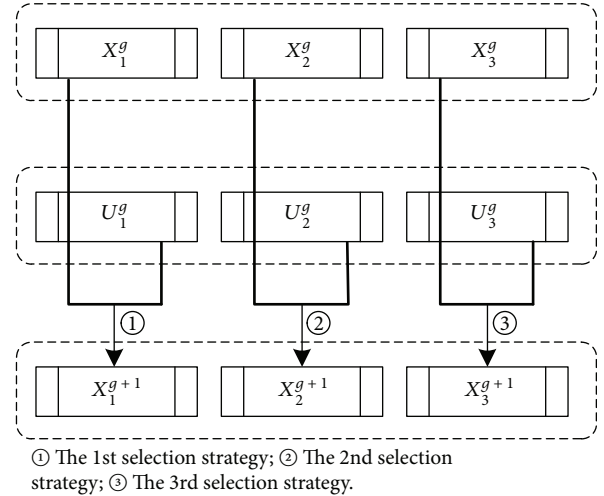 X_1^g X_2^g X_3^g
U_1^g U_2^g U_3^g
① ② ③
X_1^{g+1} X_2^{g+1} X_3^{g+1}
① The 1st selection strategy; ② The 2nd selection
strategy; ③ The 3rd selection strategy.